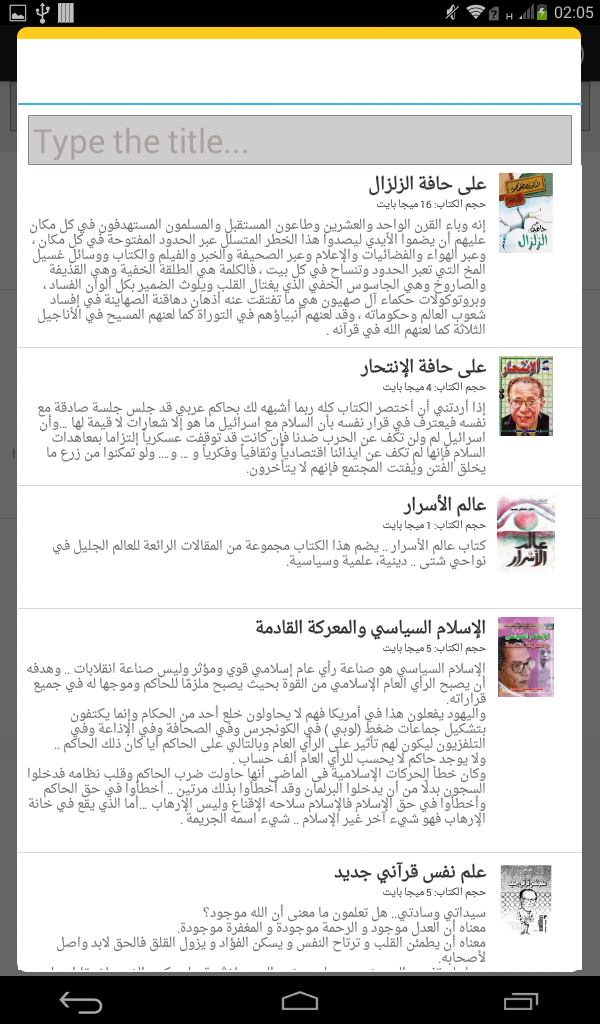 H
02:05
Type the title...
على حافة الزلزال
حجم الكتاب: 16 ميجا بايت
إنه وباء القرن الواحد والعشرين وطاعون المستقبل والمسلمون المستهدفون في كل مكان
عليهم أن يضموا الأيدي ليصدوا هذا الخطر المتسلل عبر الحدود المفتوحة في كل مكان ،
وعبر الهواء والفضائيات والإعلام وعبر الصحيفة والخبر والفيلم والكتاب ووسائل غسيل
المخ التي تعبر الحدود وتنساح في كل بيت ، فالكلمة هي الطلقة الخفية وهي القذيفة
والصاروخ وهي الجاسوس الخفي الذي يغتال القلب ويلوث الضمير بكل ألوان الفساد ،
وبروتوكولات حكماء آل صهيون هي ما تفتقت عنه أذهان دهاقنة الصهاينة في إفساد
شعوب العالم وحكوماته ، وقد لعنهم أنبياؤهم في التوراة كما لعنهم المسيح في الأناجيل
الثلاثة كما لعنهم الله في قرآنه .
على حافة الإنتحار
حجم الكتاب: 4 ميجا بايت
إذا أردتني أن أختصر الكتاب كله ربما أشبهه لك بحاكم عربي قد جلس جلسة صادقة مع
نفسه فيعترف في قرار نفسه بأن السلام مع اسرائيل ما هو إلا شعارات لا قيمة لها ...وأن
اسرائيل لم ولن تكف عن الحرب ضدنا فإن كانت قد توقفت عسكرياً إلتزاما بمعاهدات
السلام فإنها لم تكف عن ايذائنا اقتصادياً وثقافياً وفكرياً و ... و.... ولو تمكنوا من زرع ما
يخلق الفتن ويُفتت المجتمع فإنهم لا يتأخرون.
عالم الأسرار
حجم الكتاب: 1 ميجا بايت
كتاب عالم الأسرار .. يضم هذا الكتاب مجموعة من المقالات الرائعة للعالم الجليل في
نواحي شتى .. دينية، علمية وسياسية.
الإسلام السياسي والمعركة القادمة
حجم الكتاب: 5 ميجا بايت
الإسلام السياسي هو صناعة رأي عام إسلامي قوي ومؤثر وليس صناعة انقلابات .. وهدفه
أن يصبح الرأي العام الإسلامي من القوة بحيث يصبح ملزمًا للحاكم وموجها له في جميع
قراراته.
واليهود يفعلون هذا في أمريكا فهم لا يحاولون خلع أحد من الحكام وإنما يكتفون
بتشكيل جماعات ضغط (لوبي ) في الكونجرس وفي الصحافة وفي الإذاعة وفي
التلفزيون ليكون لهم تأثير على الرأي العام وبالتالي على الحاكم أيا كان ذلك الحاكم ..
ولا يوجد حاكم لا يحسب للرأي العام ألف حساب .
وكان خطأ الحركات الإسلامية في الماضي أنها حاولت ضرب الحاكم وقلب نظامه فدخلوا
السجون بدلًا من أن يدخلوا البرلمان وقد أخطأوا بذلك مرتين .. أخطأوا في حق الحاكم
وأخطأوا في حق الإسلام فالإسلام سلاحه الإقناع وليس الإرهاب ...أما الذي يقع في خانة
الإرهاب فهو شيء آخر غير الإسلام .. شيء اسمه الجريمة .
علم نفس قرآني جديد
حجم الكتاب: 5 ميجا بايت
سيداتي وسادتي.. هل تعلمون ما معنى أن الله موجود؟
معناه أن العدل موجود و الرحمة موجودة و المغفرة موجودة.
معناه أن يطمئن القلب و ترتاح النفس و يسكن الفؤاد و يزول القلق فالحق لابد واصل
لأصحابه.